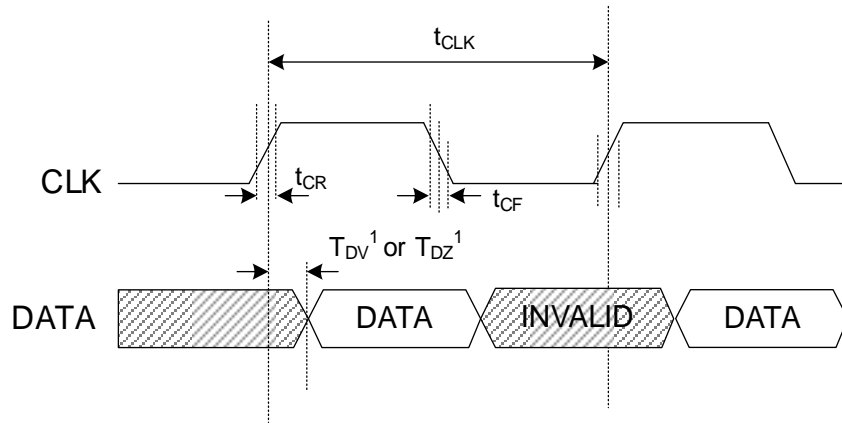 tCLK
CLK
tCR
tCF
TDV1 or TDZ1
DATA
DATA
INVALID
DATA